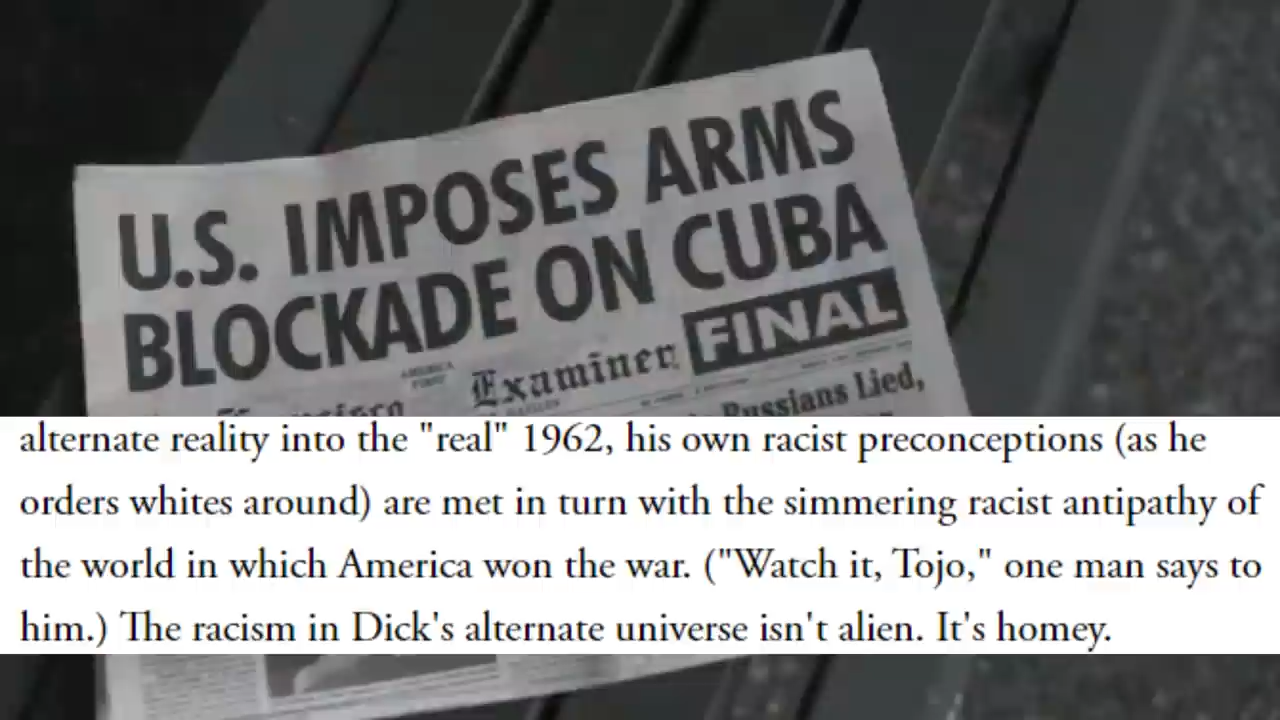 U.S. IMPOSES ARMS
BLOCKADE ON CUBA
FINAL
AMERICA
FIRST
Examiner
Russians Lied,
alternate reality into the "real" 1962, his own racist preconceptions (as he
orders whites around) are met in turn with the simmering racist antipathy of
the world in which America won the war. ("Watch it, Tojo," one man says to
him.) The racism in Dick's alternate universe isn't alien. It's homey.